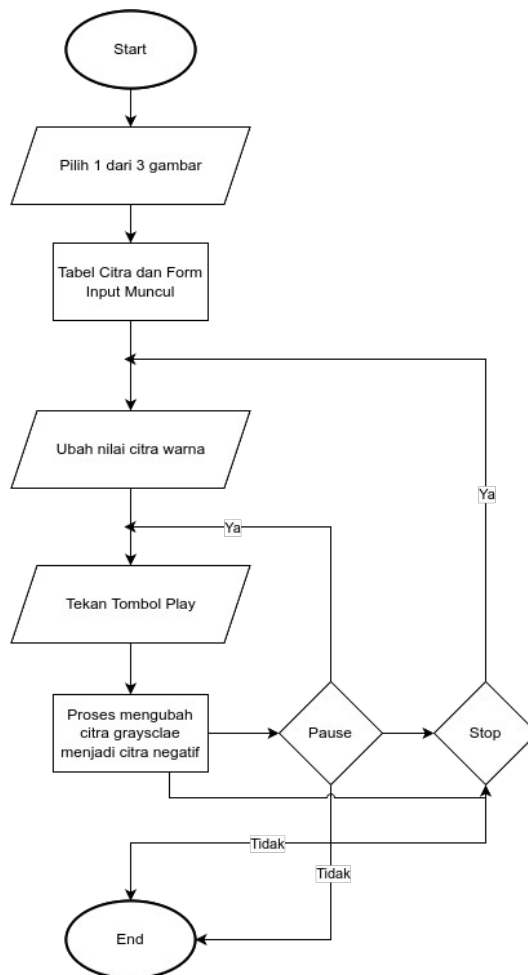 Start
Pilih 1 dari 3 gambar
Tabel Citra dan Form
Input Muncul
Ubah nilai citra warna
Ya
Ya
Tekan Tombol Play
Proses mengubah
citra graysclae
menjadi citra negatif
Pause
Stop
Tidak
Tidak
End